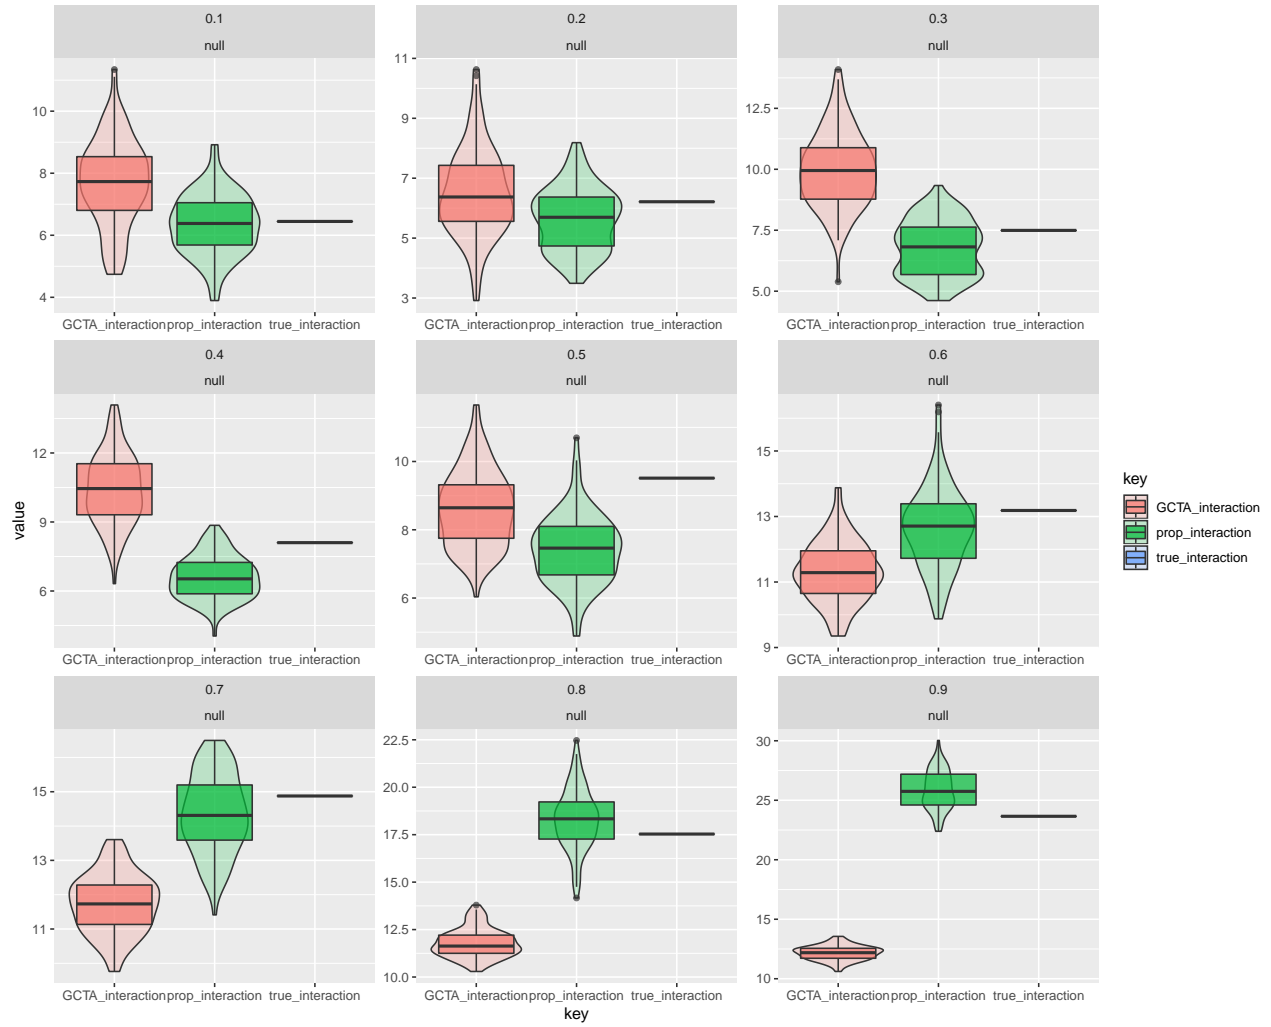 0.1
null
0.2
null
0.3
null
10
8
6
4
11
9
7
5
3
12.5
10.0
7.5
5.0
GCTA_interaction prop_interaction true_interaction
GCTA_interaction prop_interaction true_interaction
GCTA_interaction prop_interaction true_interaction
0.4
null
0.5
null
0.6
null
12
9
6
10
8
6
15
13
11
9
GCTA_interaction prop_interaction true_interaction
GCTA_interaction prop_interaction true_interaction
GCTA_interaction prop_interaction true_interaction
0.7
null
0.8
null
0.9
null
15
13
11
22.5
20.0
17.5
15.0
12.5
10.0
30
25
20
15
10
GCTA_interaction prop_interaction true_interaction
GCTA_interaction prop_interaction true_interaction
GCTA_interaction prop_interaction true_interaction
value
key
key
GCTA_interaction
prop_interaction
true_interaction